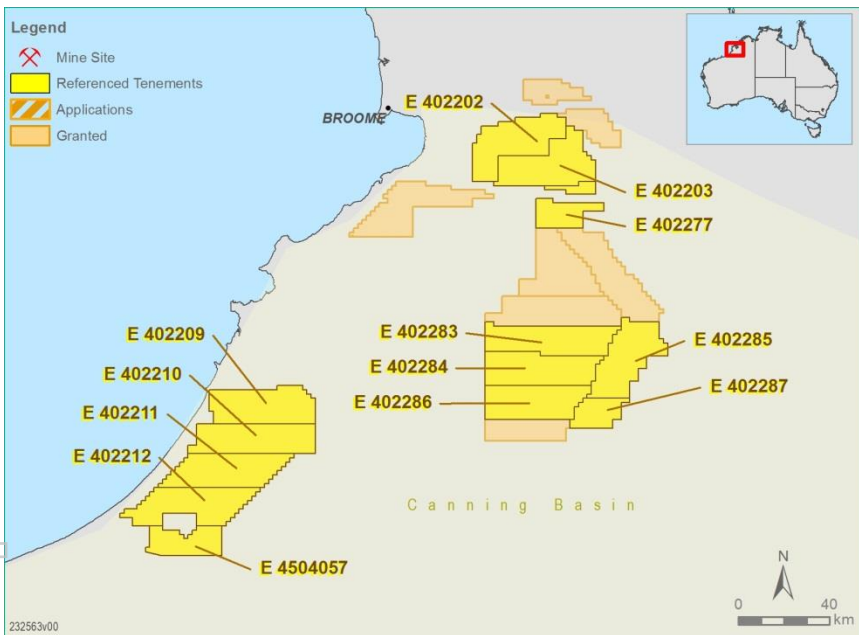 Legend
Mine Site
Referenced Tenements
Applications
Granted
BROOME
E 402202
E 402203
E 402277
E 402209
E 402210
E 402211
E 402212
E 4504057
E 402283
E 402284
E 402286
E 402285
E 402287
Canning Basin
N
0 40
km
232563v00